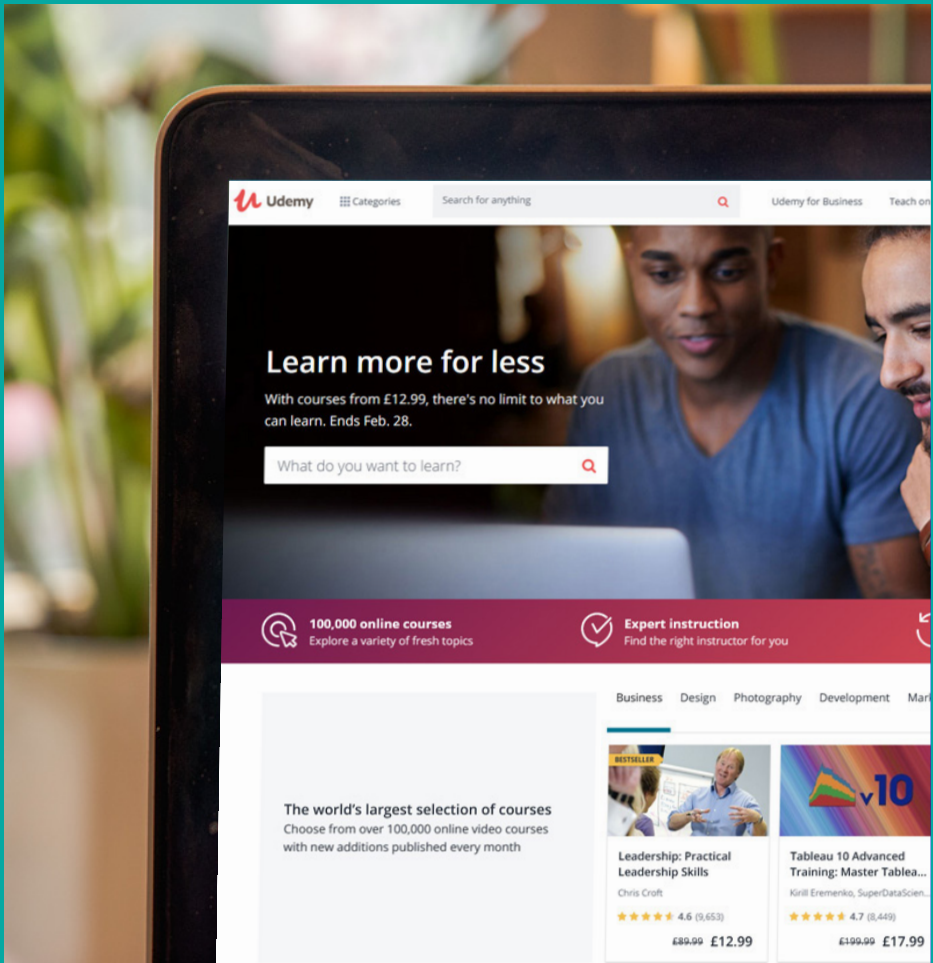 Udemy
Categories
Search for anything
Udemy for Business
Teach on
Learn more for less
With courses from £12.99, there's no limit to what you
can learn. Ends Feb. 28.
What do you want to learn?
100,000 online courses
Explore a variety of fresh topics
Expert instruction
Find the right instructor for you
The world's largest selection of courses
Choose from over 100,000 online video courses
with new additions published every month
Business
Design
Photography
Development
BESTSELLER
Leadership: Practical
Leadership Skills
Chris Croft
4.6 (9,653)
£89.99 £12.99
v10
Tableau 10 Advanced
Training: Master Tablea...
Kirill Eremenko, SuperDataScien...
4.7 (8,449)
£199.99 £17.99